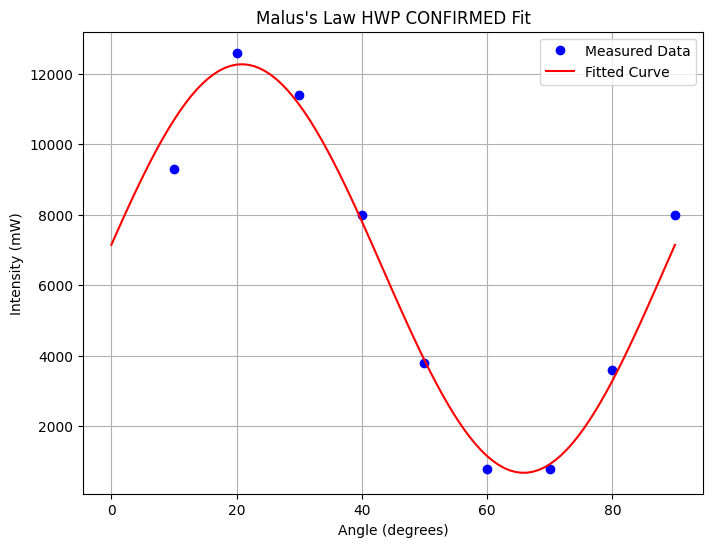 Malus's Law HWP CONFIRMED Fit
Measured Data
Fitted Curve
Intensity (mW)
12000
10000
8000
6000
4000
2000
0 20 40 60 80
Angle (degrees)